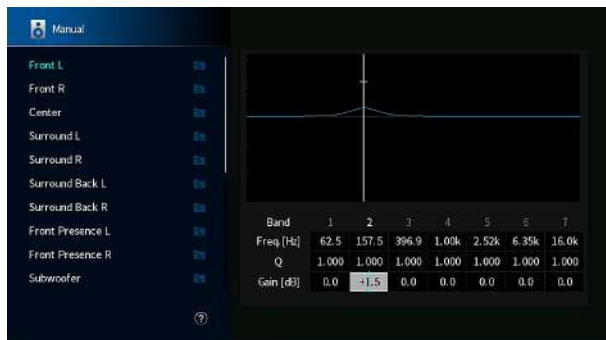 Manual
Front L
Front R
Center
Surround L
Surround R
Surround Back L
Surround Back R
Front Presence L
Front Presence R
Subwoofer
?
Band 1 2 3 4 5 6 7
Freq.[Hz] 62.5 157.5 396.9 1.00k 2.52k 6.35k 16.0k
Q 1.000 1.000 1.000 1.000 1.000 1.000 1.000
Gain [dB] 0.0 +1.5 0.0 0.0 0.0 0.0 0.0